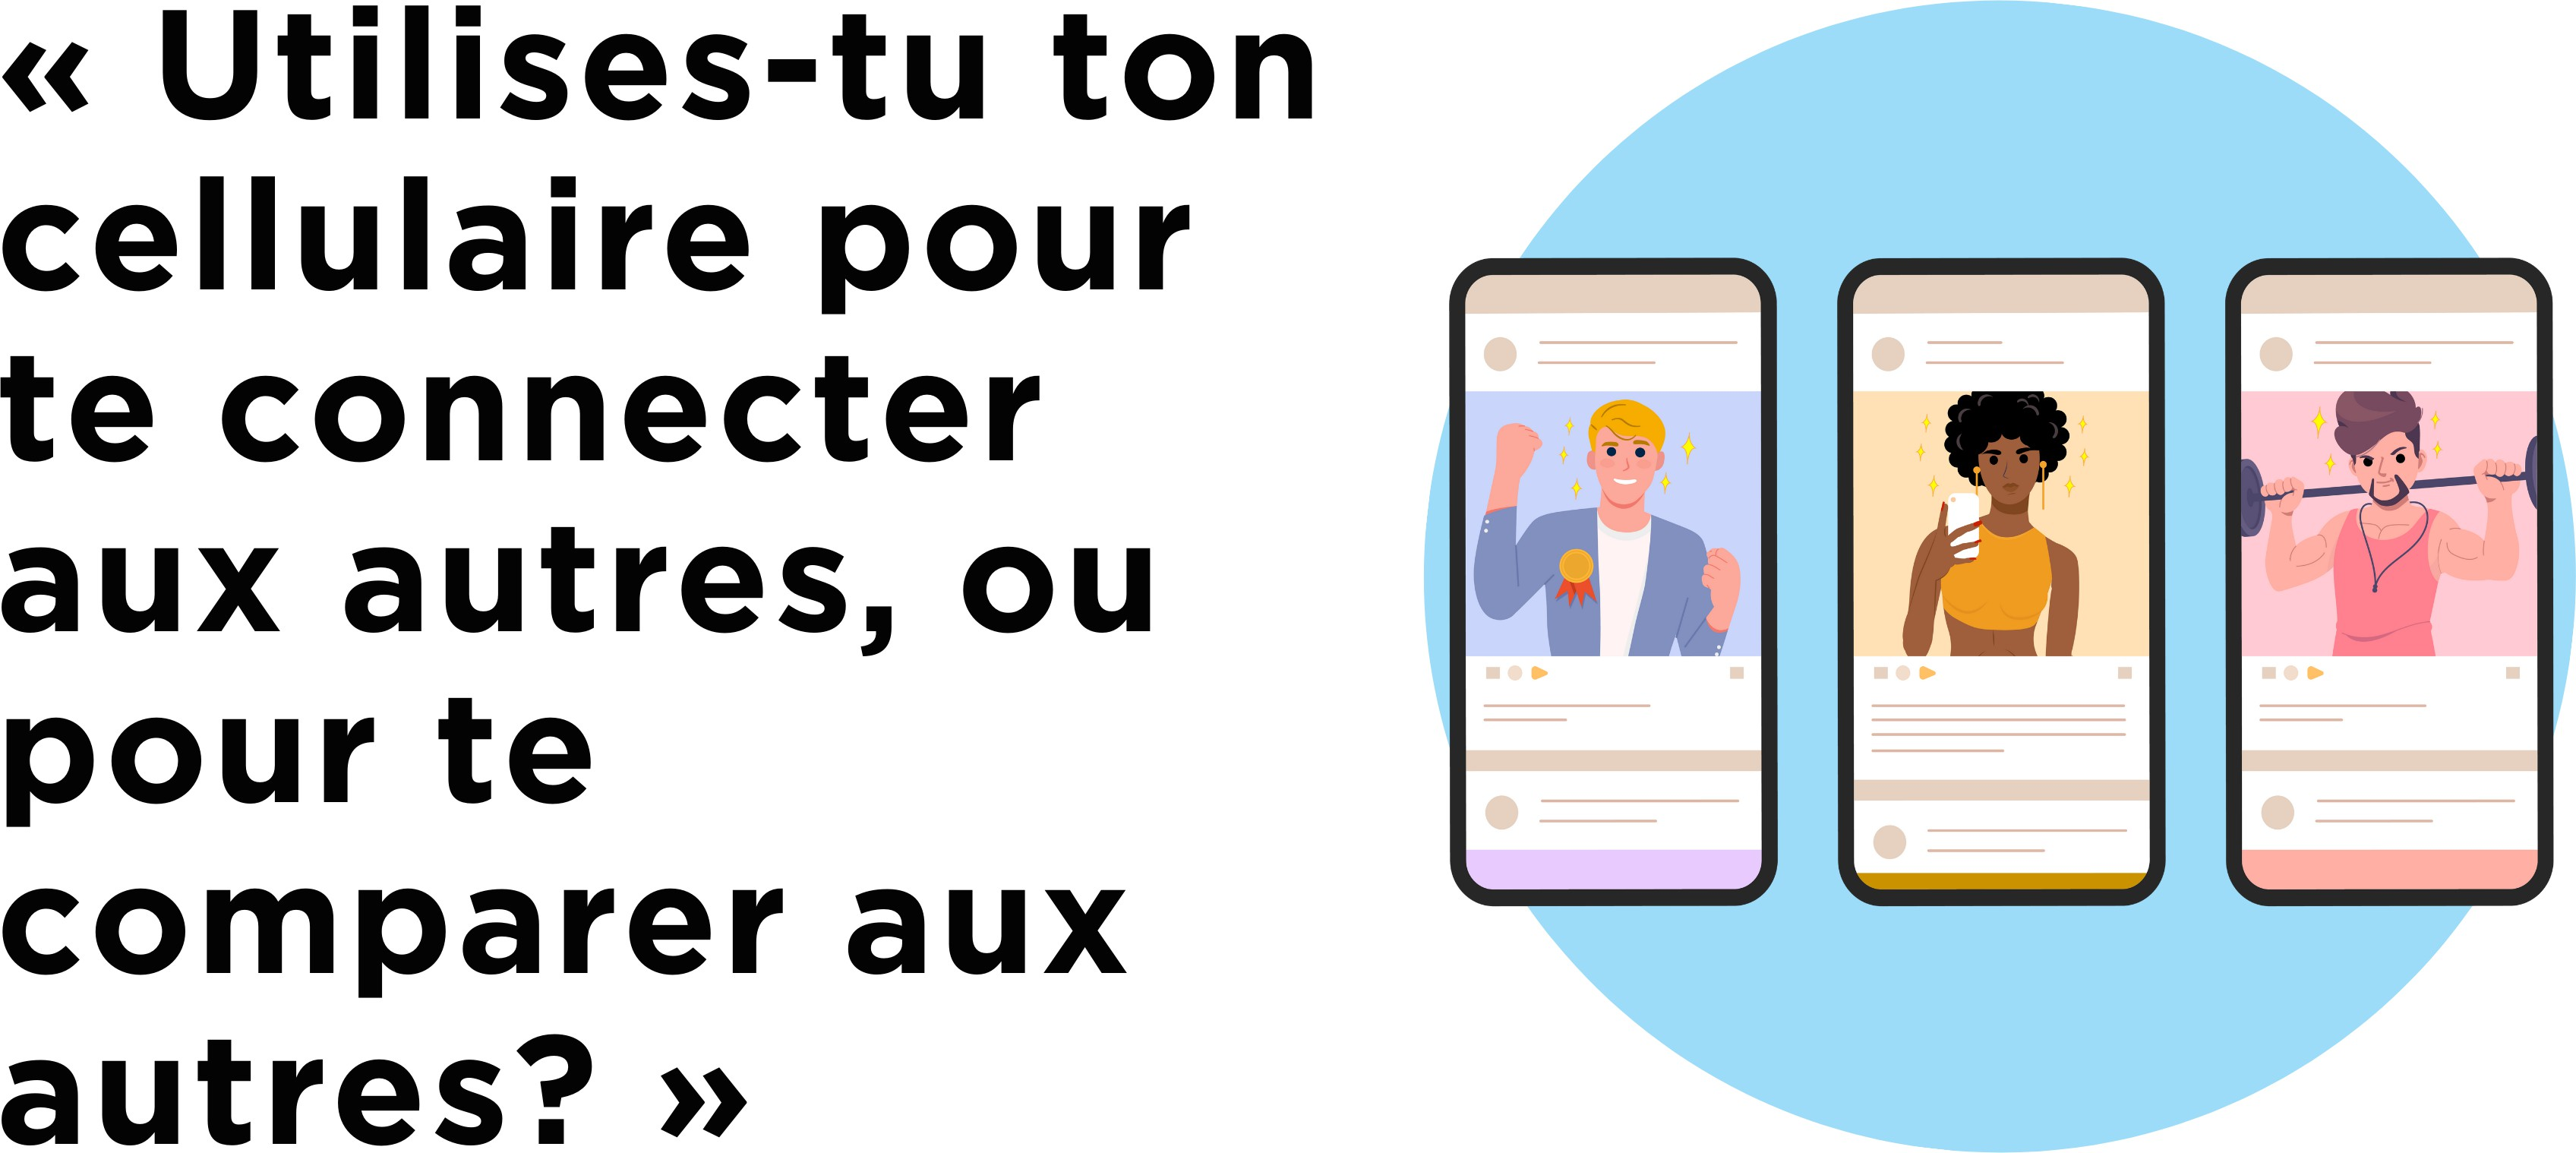 « Utilises-tu ton
cellulaire pour
te connecter
aux autres, ou
pour te
comparer aux
autres? »